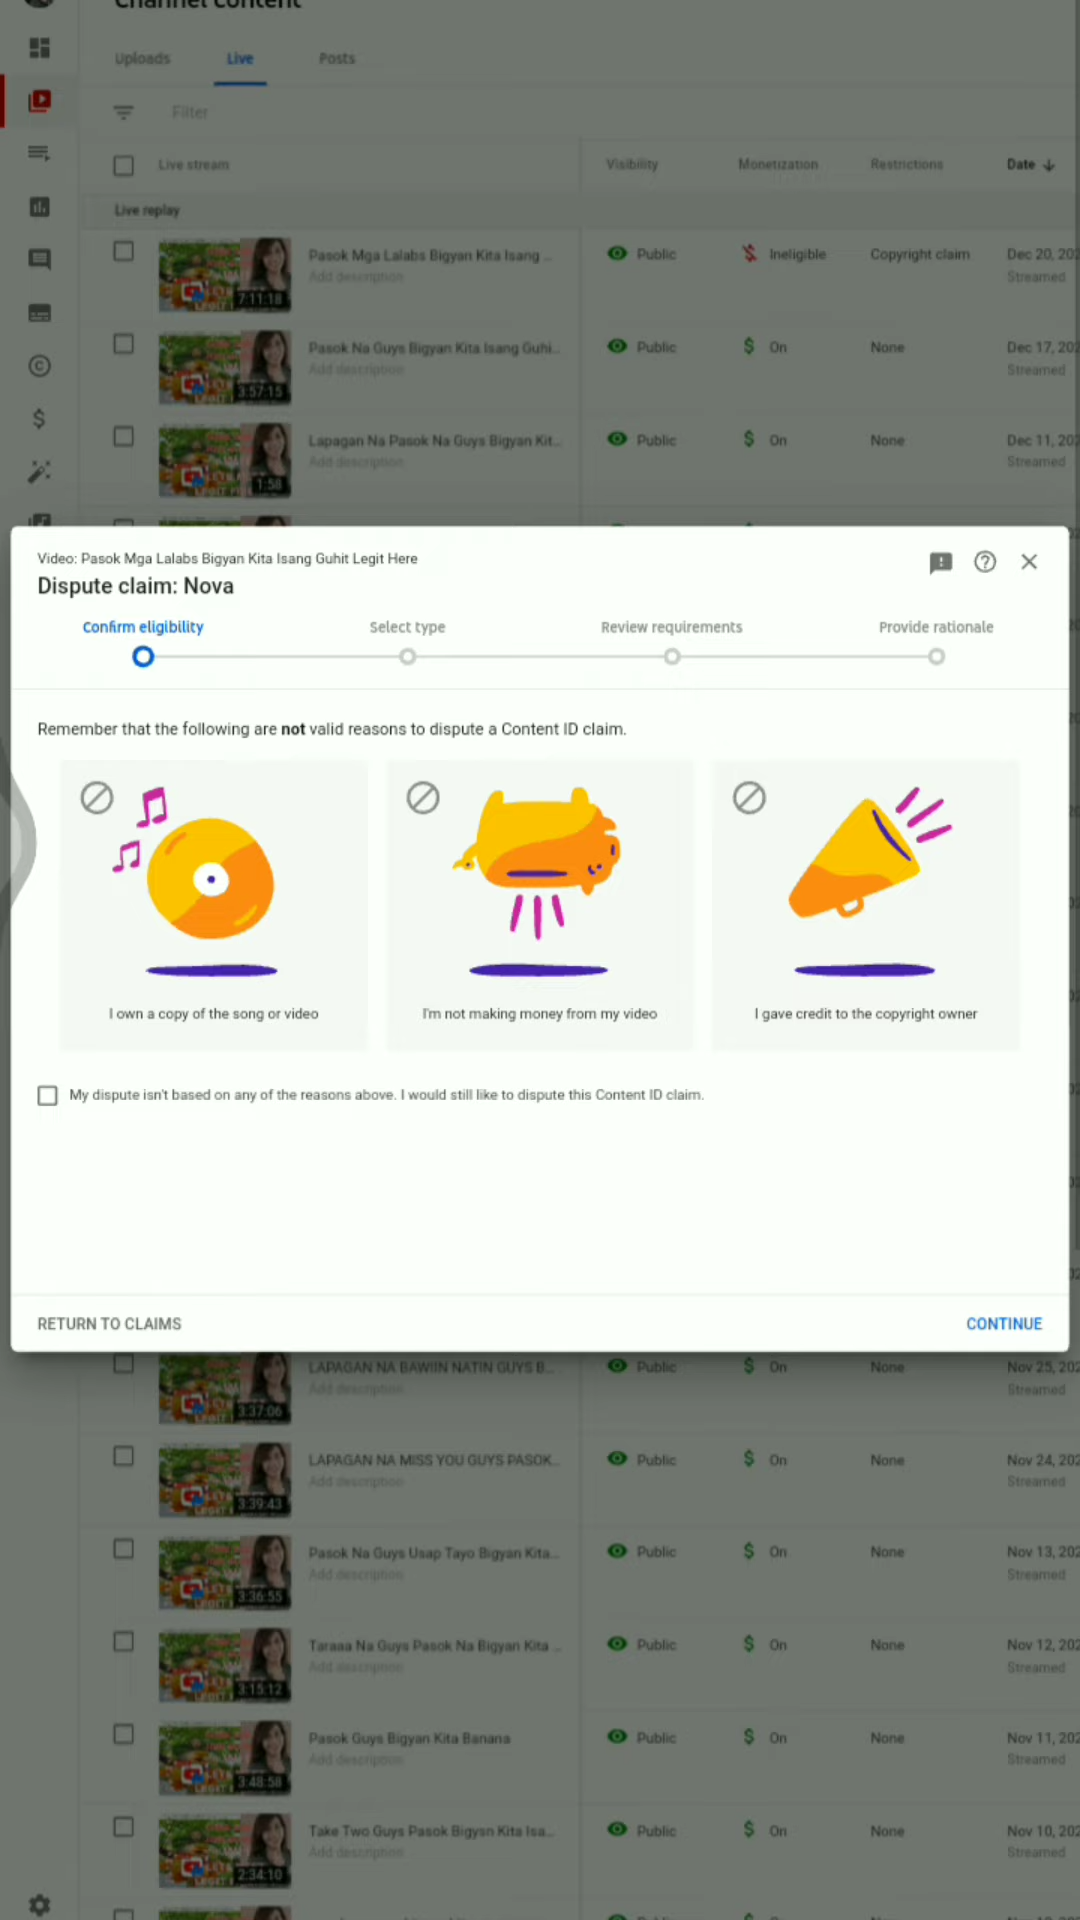 Channel content
Uploads
Live
Posts
Filter
Live stream
Visibility
Monetization
Restrictions
Date
Live replay
Pasok Mga Lalabs Bigyan Kita Isang ...
Public
Ineligible
Copyright claim
Dec 20, 202
Add description
Streamed
7:11:18
Pasok Na Guys Bigyan Kita Isang Guhi...
Public
On
None
Dec 17, 202
Add description
Streamed
3:57:15
Lapagan Na Pasok Na Guys Bigyan Kit...
Public
On
None
Dec 11, 202
Add description
Streamed
1:58
Video: Pasok Mga Lalabs Bigyan Kita Isang Guhit Legit Here
Dispute claim: Nova
Confirm eligibility
Select type
Review requirements
Provide rationale
Remember that the following are not valid reasons to dispute a Content ID claim.
I own a copy of the song or video
I'm not making money from my video
I gave credit to the copyright owner
My dispute isn't based on any of the reasons above. I would still like to dispute this Content ID claim.
RETURN TO CLAIMS
CONTINUE
LAPAGAN NA BAWIIN NATIN GUYS B...
Public
On
None
Nov 25, 202
Add description
Streamed
3:37:06
LAPAGAN NA MISS YOU GUYS PASOK...
Public
On
None
Nov 24, 202
Add description
Streamed
3:39:43
Pasok Na Guys Usap Tayo Bigyan Kita...
Public
On
None
Nov 13, 202
Add description
Streamed
3:36:55
Taraaa Na Guys Pasok Na Bigyan Kita ...
Public
On
None
Nov 12, 202
Add description
Streamed
3:15:12
Pasok Guys Bigyan Kita Banana
Public
On
None
Nov 11, 202
Add description
Streamed
3:48:58
Take Two Guys Pasok Bigyan Kita Isa...
Public
On
None
Nov 10, 202
Add description
Streamed
2:34:10